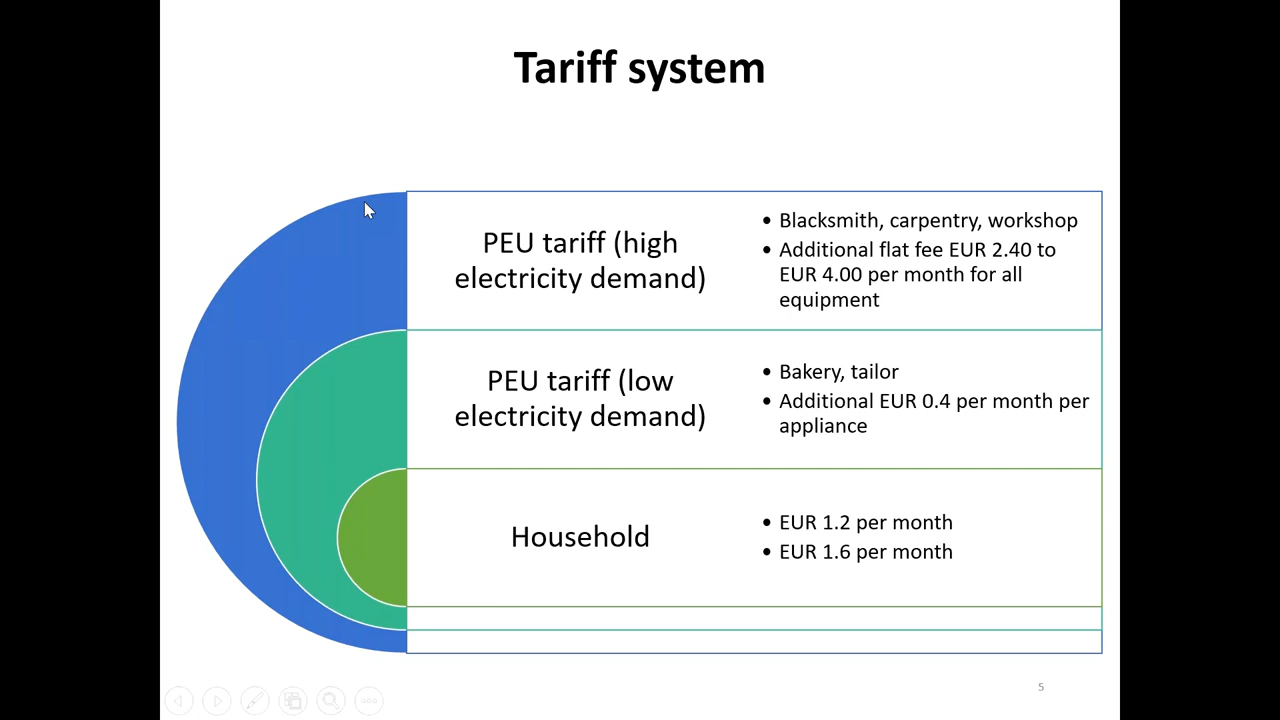 Tariff system
PEU tariff (high
electricity demand)
• Blacksmith, carpentry, workshop
• Additional flat fee EUR 2.40 to
EUR 4.00 per month for all
equipment
PEU tariff (low
electricity demand)
• Bakery, tailor
• Additional EUR 0.4 per month per
appliance
Household
• EUR 1.2 per month
• EUR 1.6 per month
5